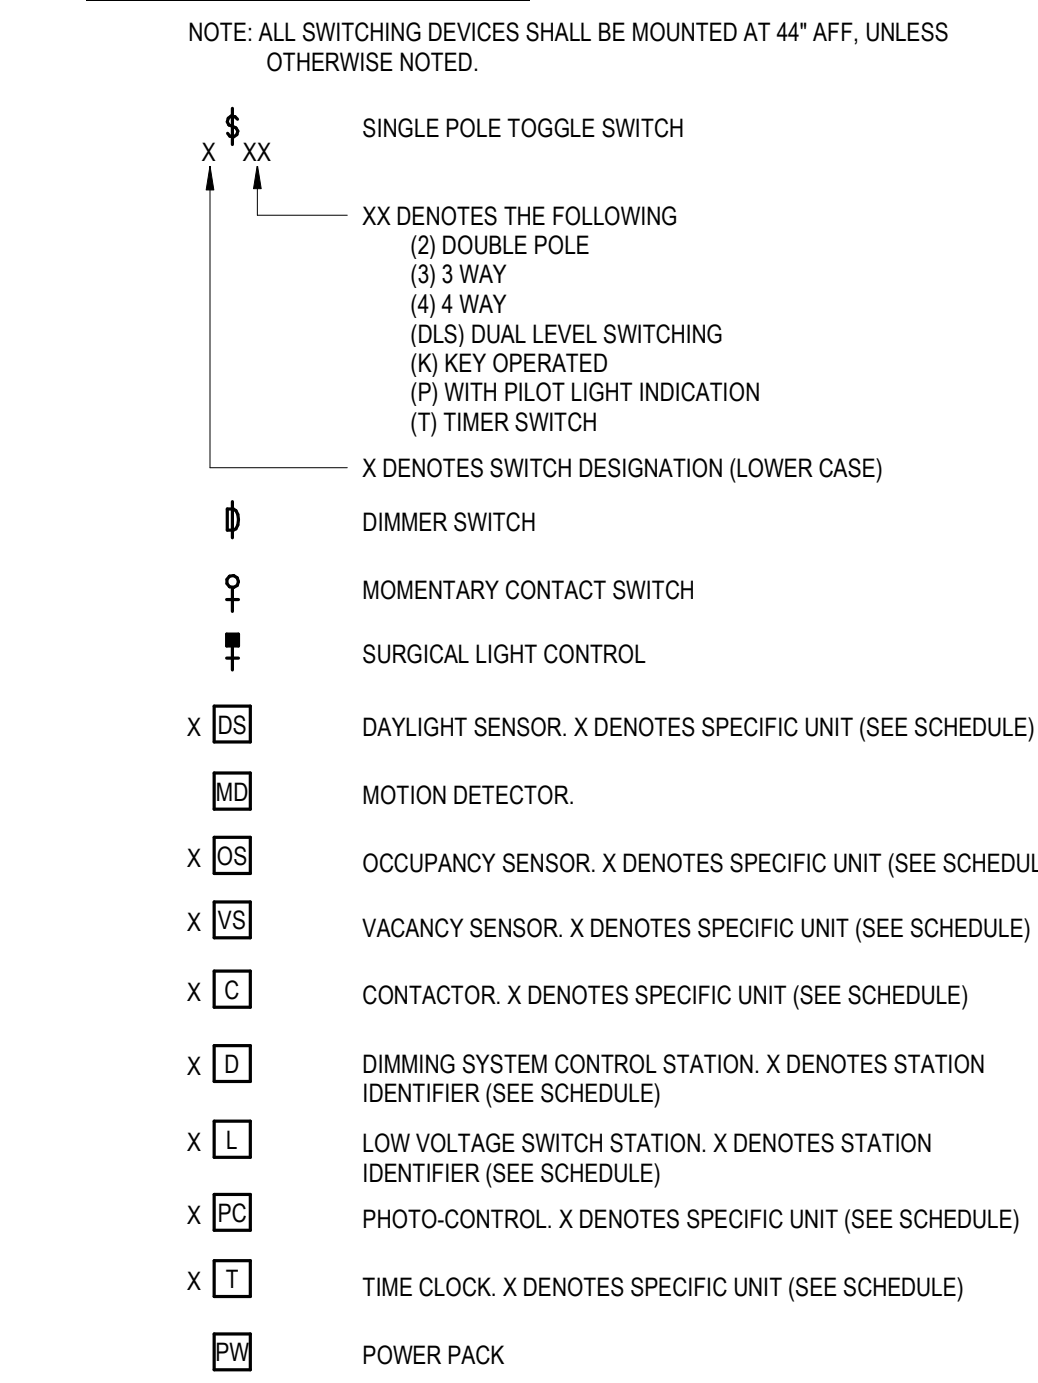 NOTE: ALL SWITCHING DEVICES SHALL BE MOUNTED AT 44" AFF, UNLESS
OTHERWISE NOTED.
$ SINGLE POLE TOGGLE SWITCH
X XX
XX DENOTES THE FOLLOWING
(2) DOUBLE POLE
(3) 3 WAY
(4) 4 WAY
(DLS) DUAL LEVEL SWITCHING
(K) KEY OPERATED
(P) WITH PILOT LIGHT INDICATION
(T) TIMER SWITCH
X DENOTES SWITCH DESIGNATION (LOWER CASE)
D DIMMER SWITCH
MOMENTARY CONTACT SWITCH
SURGICAL LIGHT CONTROL
X DS DAYLIGHT SENSOR. X DENOTES SPECIFIC UNIT (SEE SCHEDULE)
MD MOTION DETECTOR.
X OS OCCUPANCY SENSOR. X DENOTES SPECIFIC UNIT (SEE SCHEDUL
X VS VACANCY SENSOR. X DENOTES SPECIFIC UNIT (SEE SCHEDULE)
X C CONTACTOR. X DENOTES SPECIFIC UNIT (SEE SCHEDULE)
X D DIMMING SYSTEM CONTROL STATION. X DENOTES STATION
IDENTIFIER (SEE SCHEDULE)
X L LOW VOLTAGE SWITCH STATION. X DENOTES STATION
IDENTIFIER (SEE SCHEDULE)
X PC PHOTO-CONTROL. X DENOTES SPECIFIC UNIT (SEE SCHEDULE)
X T TIME CLOCK. X DENOTES SPECIFIC UNIT (SEE SCHEDULE)
PW POWER PACK